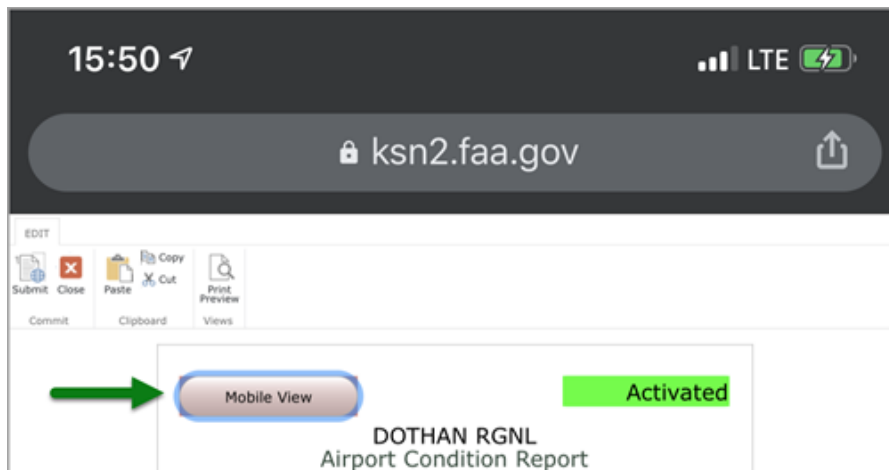 15:50 LTE
ksn2.faa.gov
EDIT
Submit Close Paste Copy
Cut
Print
Preview
Commit Clipboard Views
Mobile View Activated
DOTHAN RGNL
Airport Condition Report